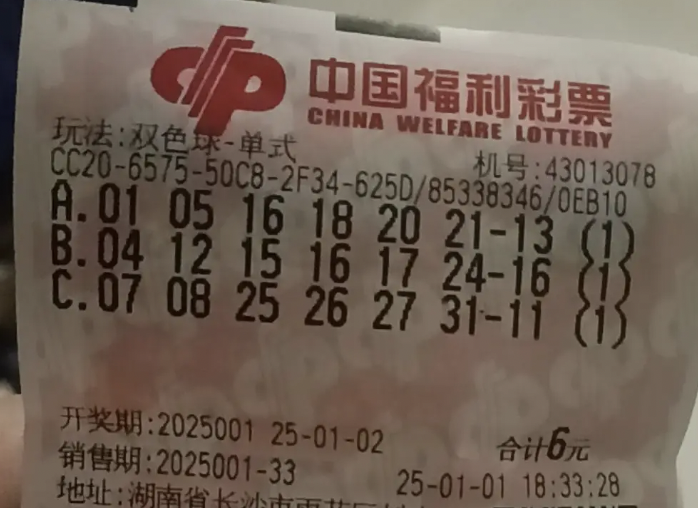 中国福利彩票
CHINA WELFARE LOTTERY
玩法:双色球-单式 机号:43013078
CC20-6575-50C8-2F34-625D/85338346/0EB10
A.01 05 16 18 20 21-13 (1)
B.04 12 15 16 17 24-16 (1)
C.07 08 25 26 27 31-11 (1)
开奖期:2025001 25-01-02 合计6元
销售期:2025001-33 25-01-01 18:33:28
地址:湖南省长沙市雨花区